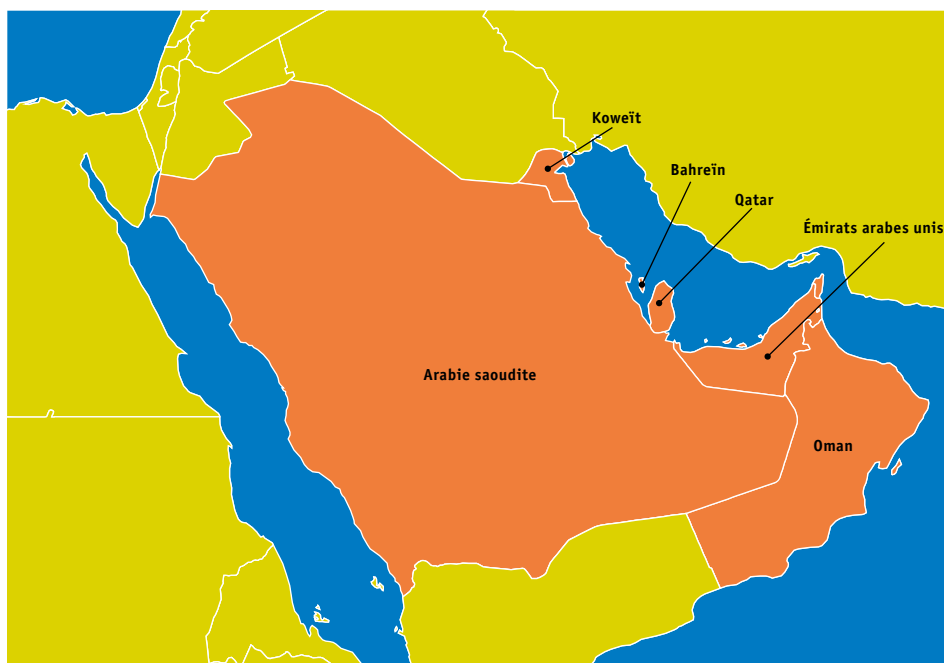 Koweït
Bahreïn
Qatar
Émirats arabes unis
Arabie saoudite
Oman